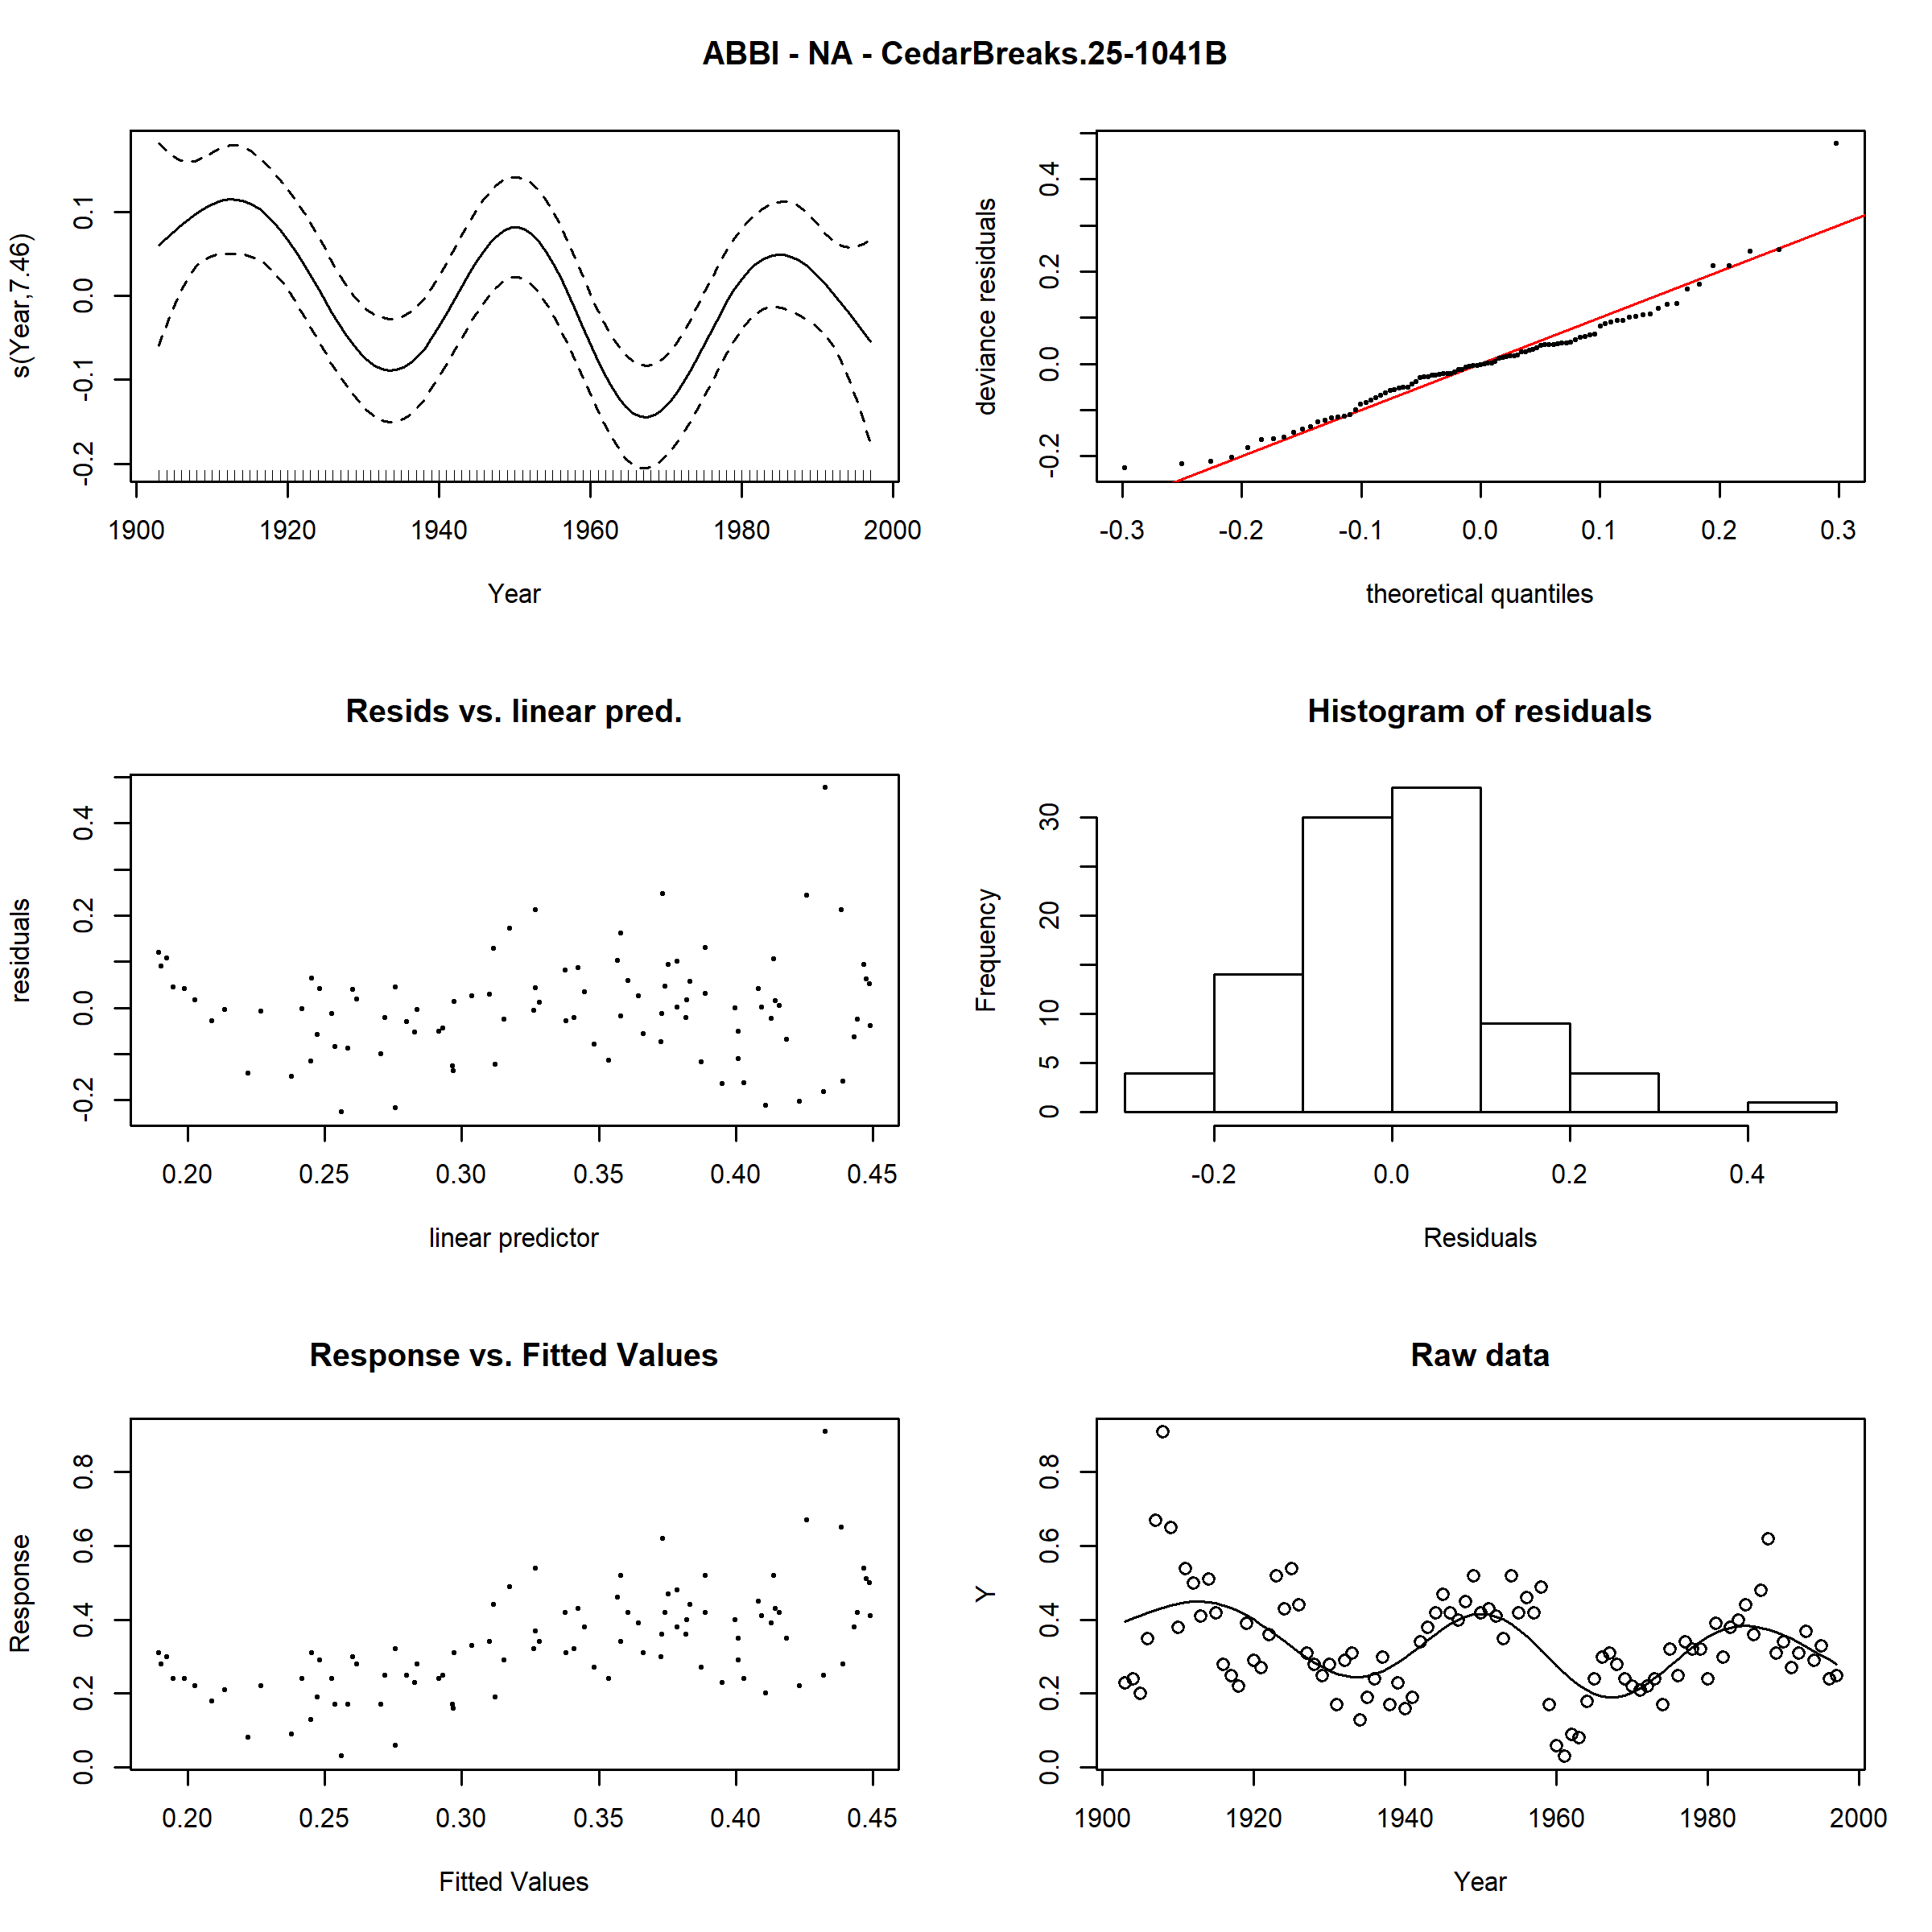 ABBI - NA - CedarBreaks.25-1041B
s(Year,7.46)
0.1
0.0
-0.1
-0.2
1900 1920 1940 1960 1980 2000
Year
deviance residuals
0.4
0.2
0.0
-0.2
-0.3 -0.2 -0.1 0.0 0.1 0.2 0.3
theoretical quantiles
Resids vs. linear pred.
residuals
0.4
0.2
0.0
-0.2
0.20 0.25 0.30 0.35 0.40 0.45
linear predictor
Histogram of residuals
Frequency
30
20
10
5
0
-0.2 0.0 0.2 0.4
Residuals
Response vs. Fitted Values
Response
0.8
0.6
0.4
0.2
0.0
0.20 0.25 0.30 0.35 0.40 0.45
Fitted Values
Raw data
Y
0.8
0.6
0.4
0.2
0.0
1900 1920 1940 1960 1980 2000
Year